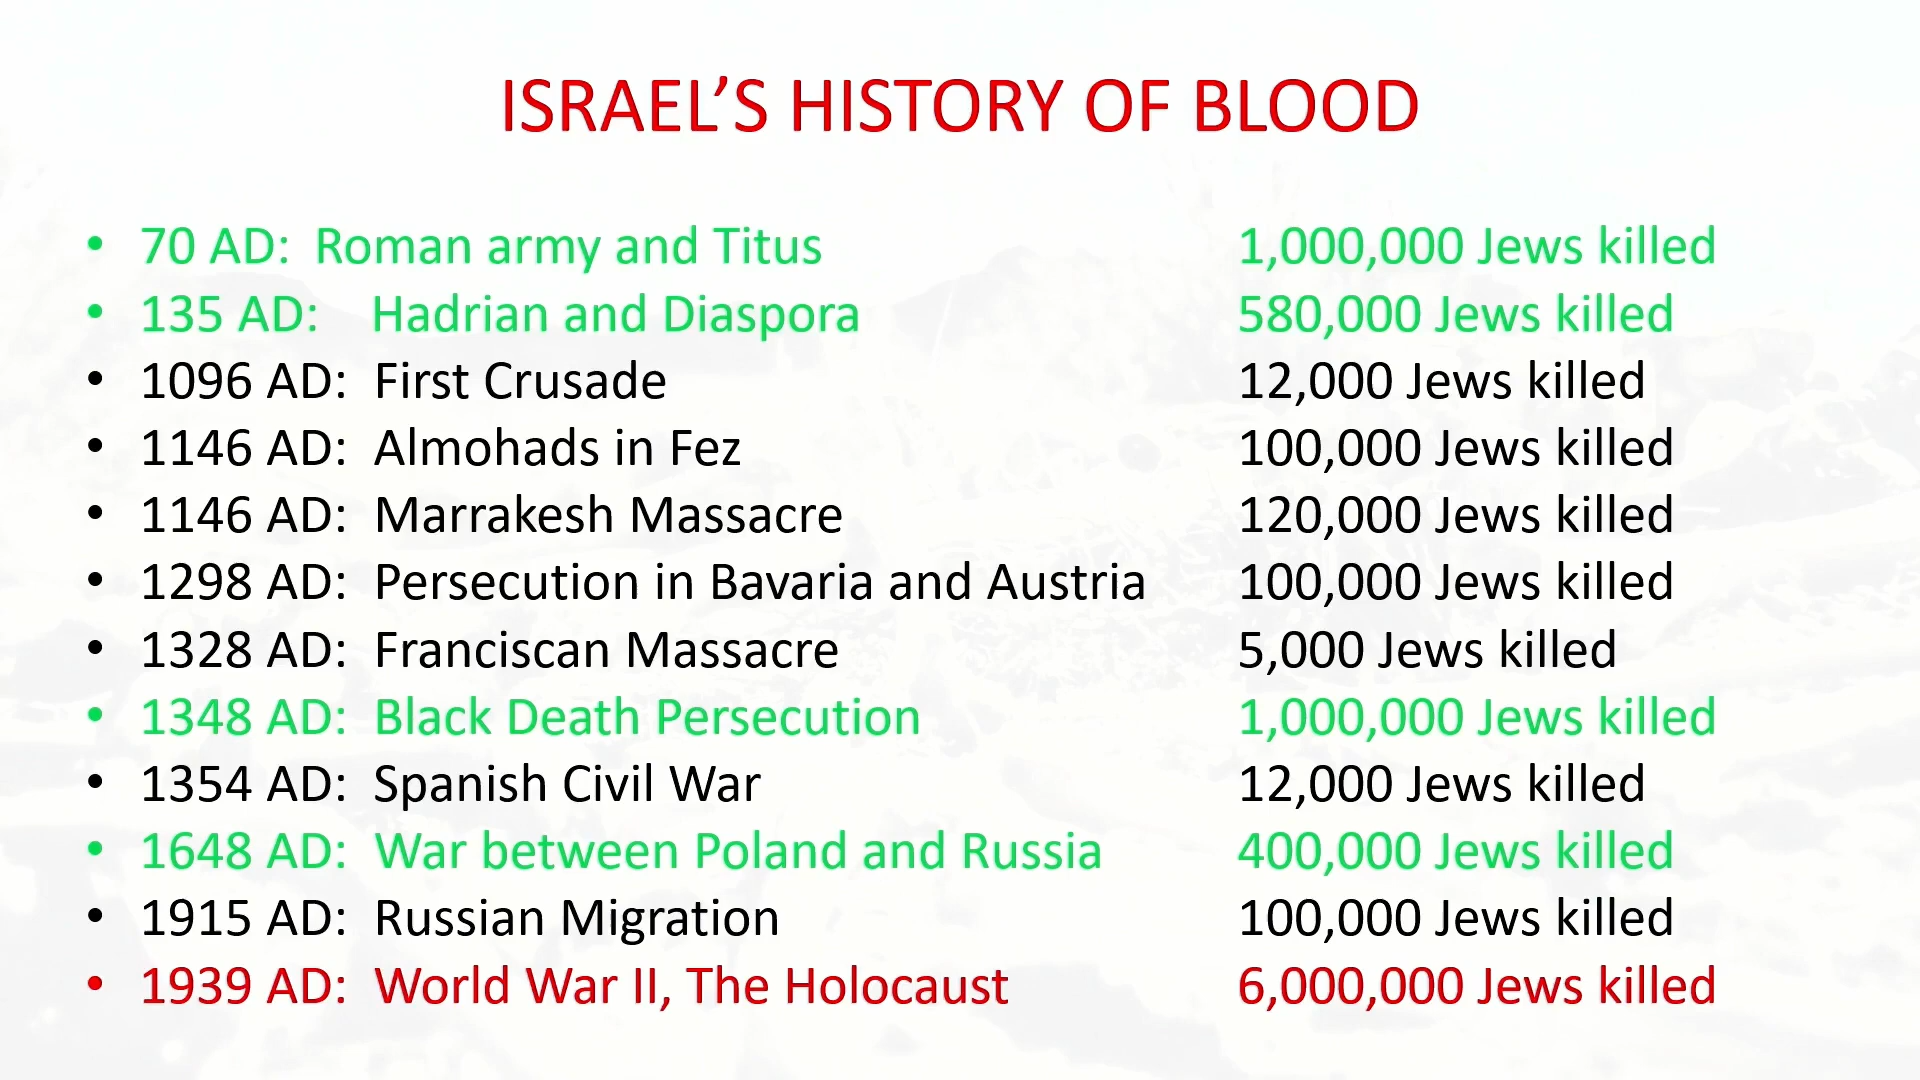 ISRAEL’S HISTORY OF BLOOD
• 70 AD: Roman army and Titus 1,000,000 Jews killed
• 135 AD: Hadrian and Diaspora 580,000 Jews killed
• 1096 AD: First Crusade 12,000 Jews killed
• 1146 AD: Almohads in Fez 100,000 Jews killed
• 1146 AD: Marrakesh Massacre 120,000 Jews killed
• 1298 AD: Persecution in Bavaria and Austria 100,000 Jews killed
• 1328 AD: Franciscan Massacre 5,000 Jews killed
• 1348 AD: Black Death Persecution 1,000,000 Jews killed
• 1354 AD: Spanish Civil War 12,000 Jews killed
• 1648 AD: War between Poland and Russia 400,000 Jews killed
• 1915 AD: Russian Migration 100,000 Jews killed
• 1939 AD: World War II, The Holocaust 6,000,000 Jews killed